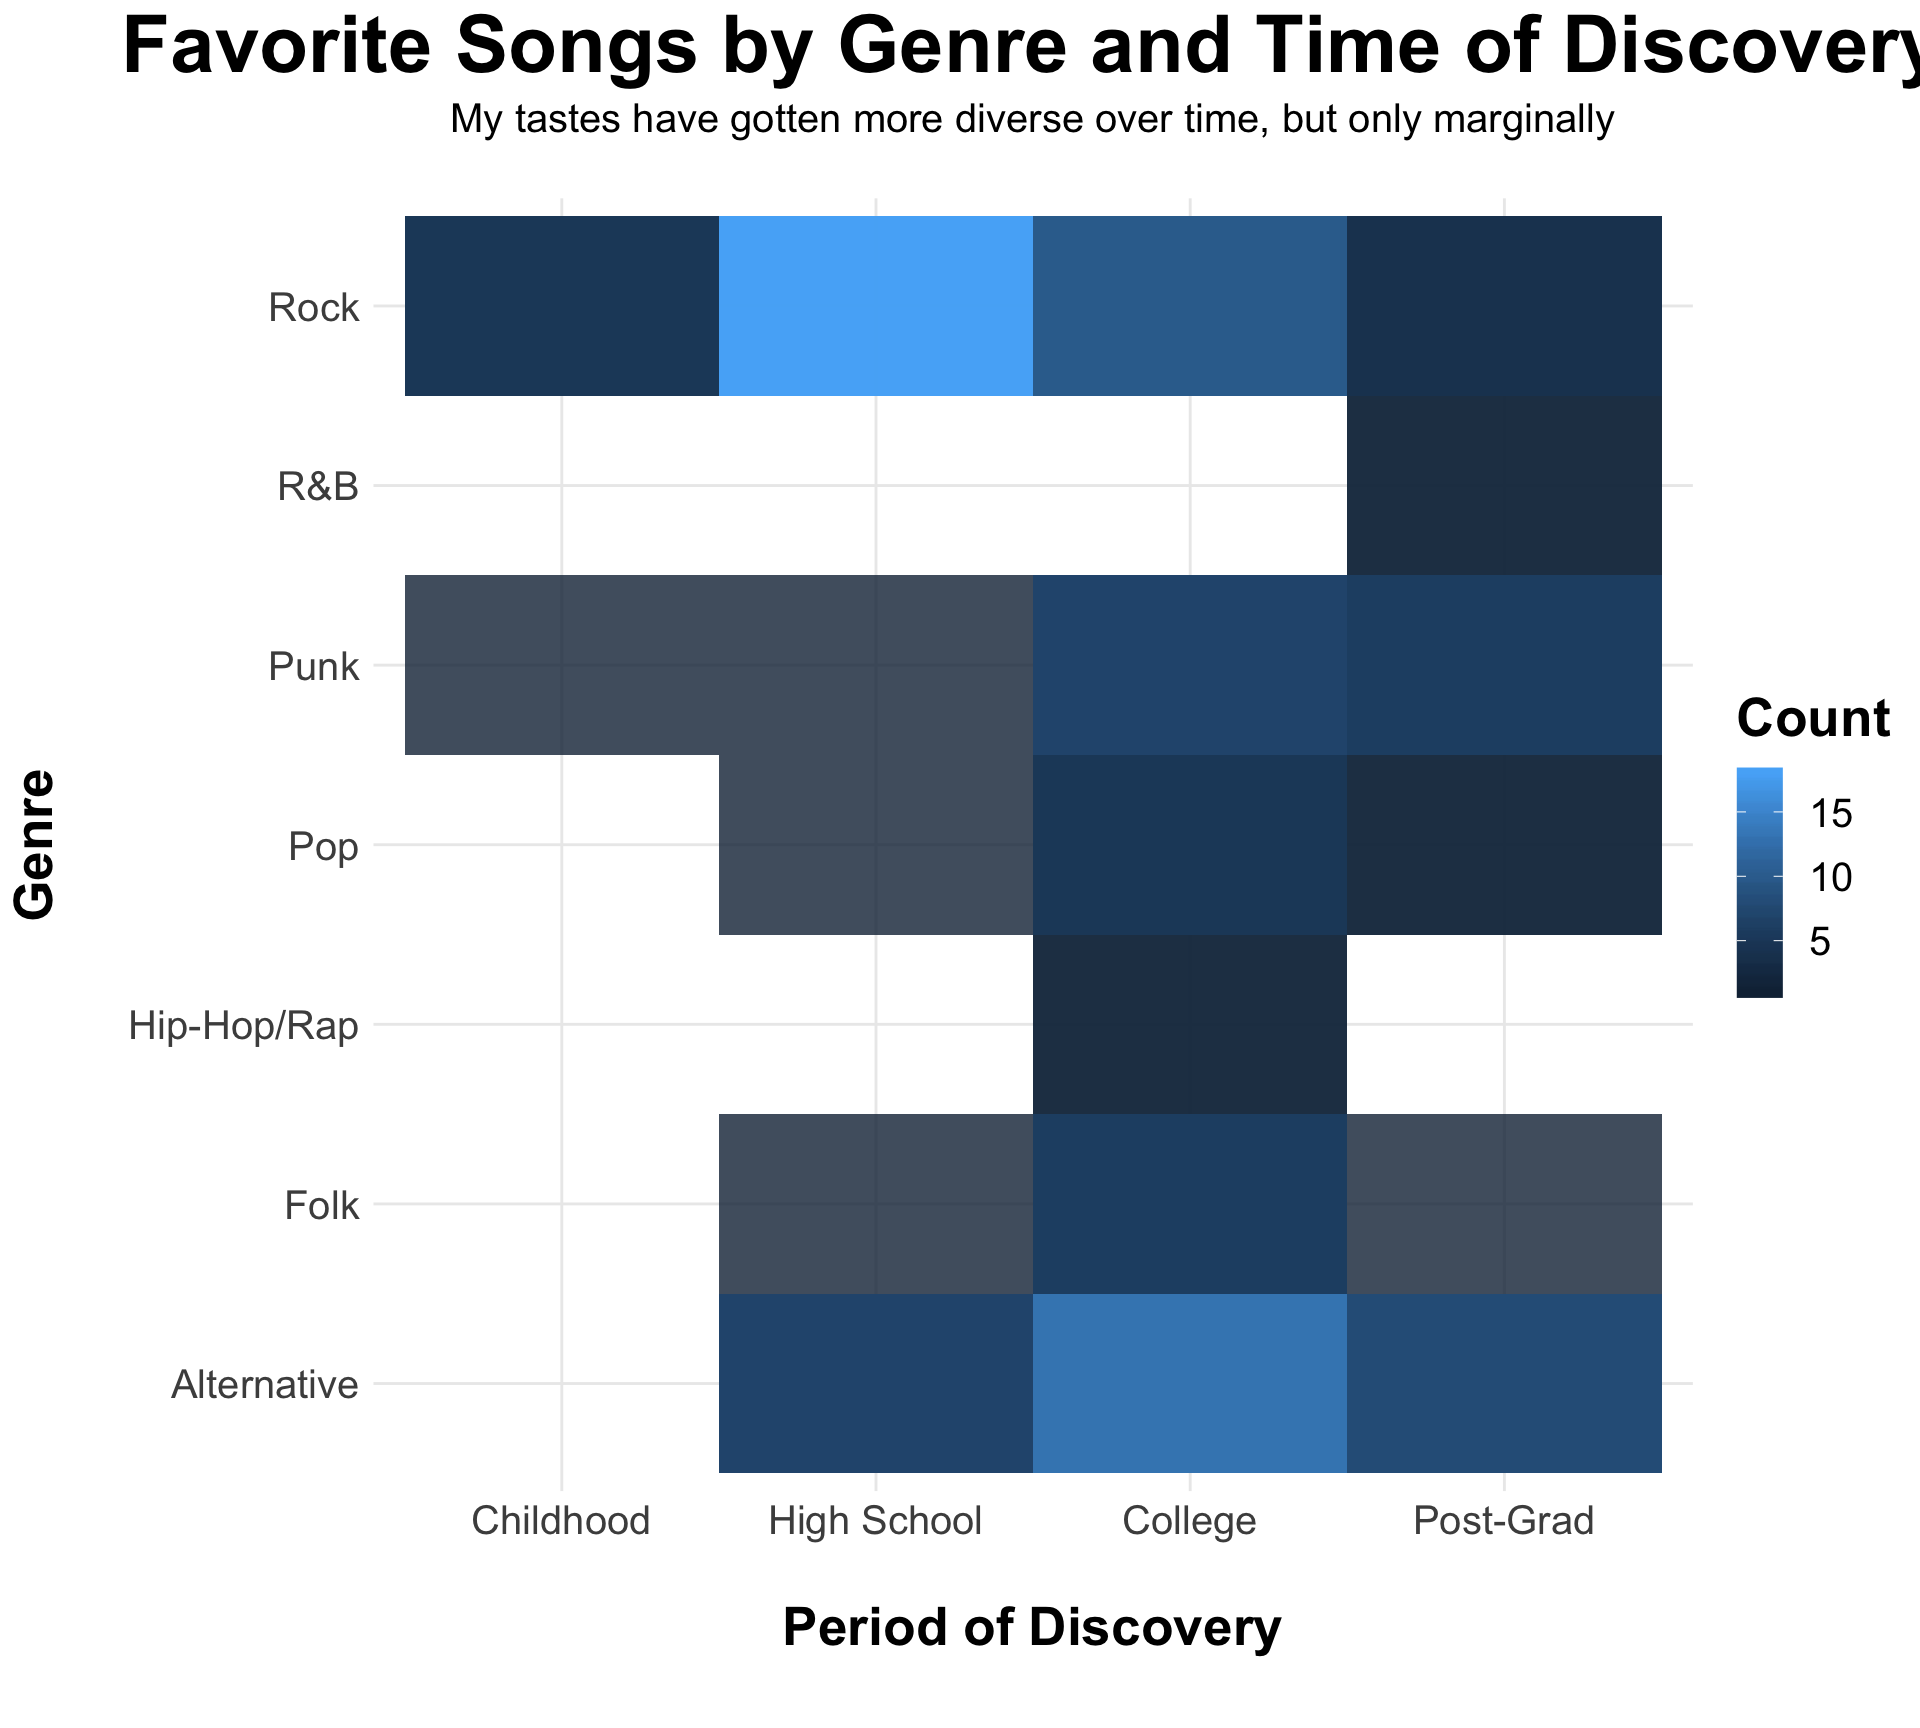 Favorite Songs by Genre and Time of Discovery
My tastes have gotten more diverse over time, but only marginally
Rock
R&B
Punk
Pop
Hip-Hop/Rap
Folk
Alternative
Genre
Childhood
High School
College
Post-Grad
Period of Discovery
Count
15
10
5